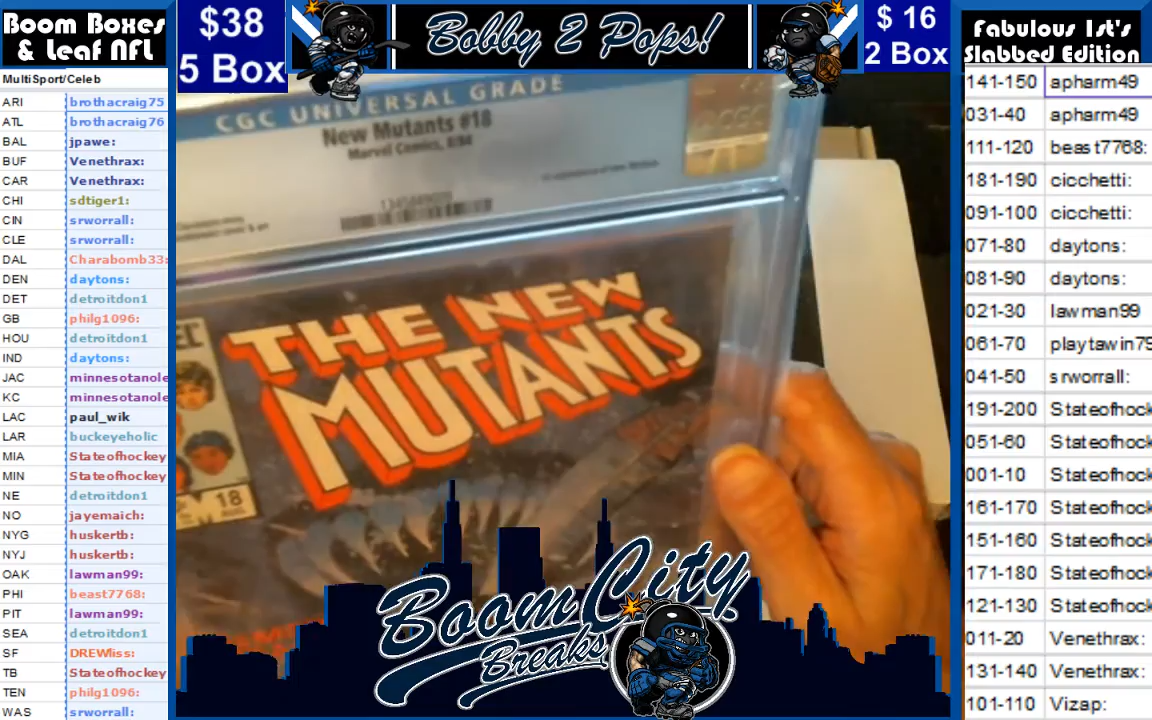 Boom Boxes
& Leaf NFL
MultiSport/Celeb
ARI brothacraig75
ATL brothacraig76
BAL jpawe:
BUF Venethrax:
CAR Venethrax:
CHI sdtiger1:
CIN srworrall:
CLE srworrall:
DAL Charabomb33:
DEN daytons:
DET detroitdon1
GB philg1096:
HOU detroitdon1
IND daytons:
JAC minnesotanole
KC minnesotanole
LAC paul_wik
LAR buckeyeholic
MIA Stateofhockey
MIN Stateofhockey
NE detroitdon1
NO jayemaich:
NYG huskertb:
NYJ huskertb:
OAK lawman99:
PHI beast7768:
PIT lawman99:
SEA detroitdon1
SF DREWliss:
TB Stateofhockey
TEN philg1096:
WAS srworrall:
$38
5 Box
Bobby 2 Pops!
$ 16
2 Box
CGC UNIVERSAL GRADE
New Mutants #18
Marvel Comics, 8/84
THE NEW
MUTANTS
18
Boom City
Breaks
Fabulous 1st's
Slabbed Edition
141-150 apharm49
031-40 apharm49
111-120 beast7768:
181-190 cicchetti:
091-100 cicchetti:
071-80 daytons:
081-90 daytons:
021-30 lawman99
061-70 playtawin79
041-50 srworrall:
191-200 Stateofhock
051-60 Stateofhock
001-10 Stateofhock
161-170 Stateofhock
151-160 Stateofhock
171-180 Stateofhock
121-130 Stateofhock
011-20 Venethrax:
131-140 Venethrax:
101-110 Vizap: